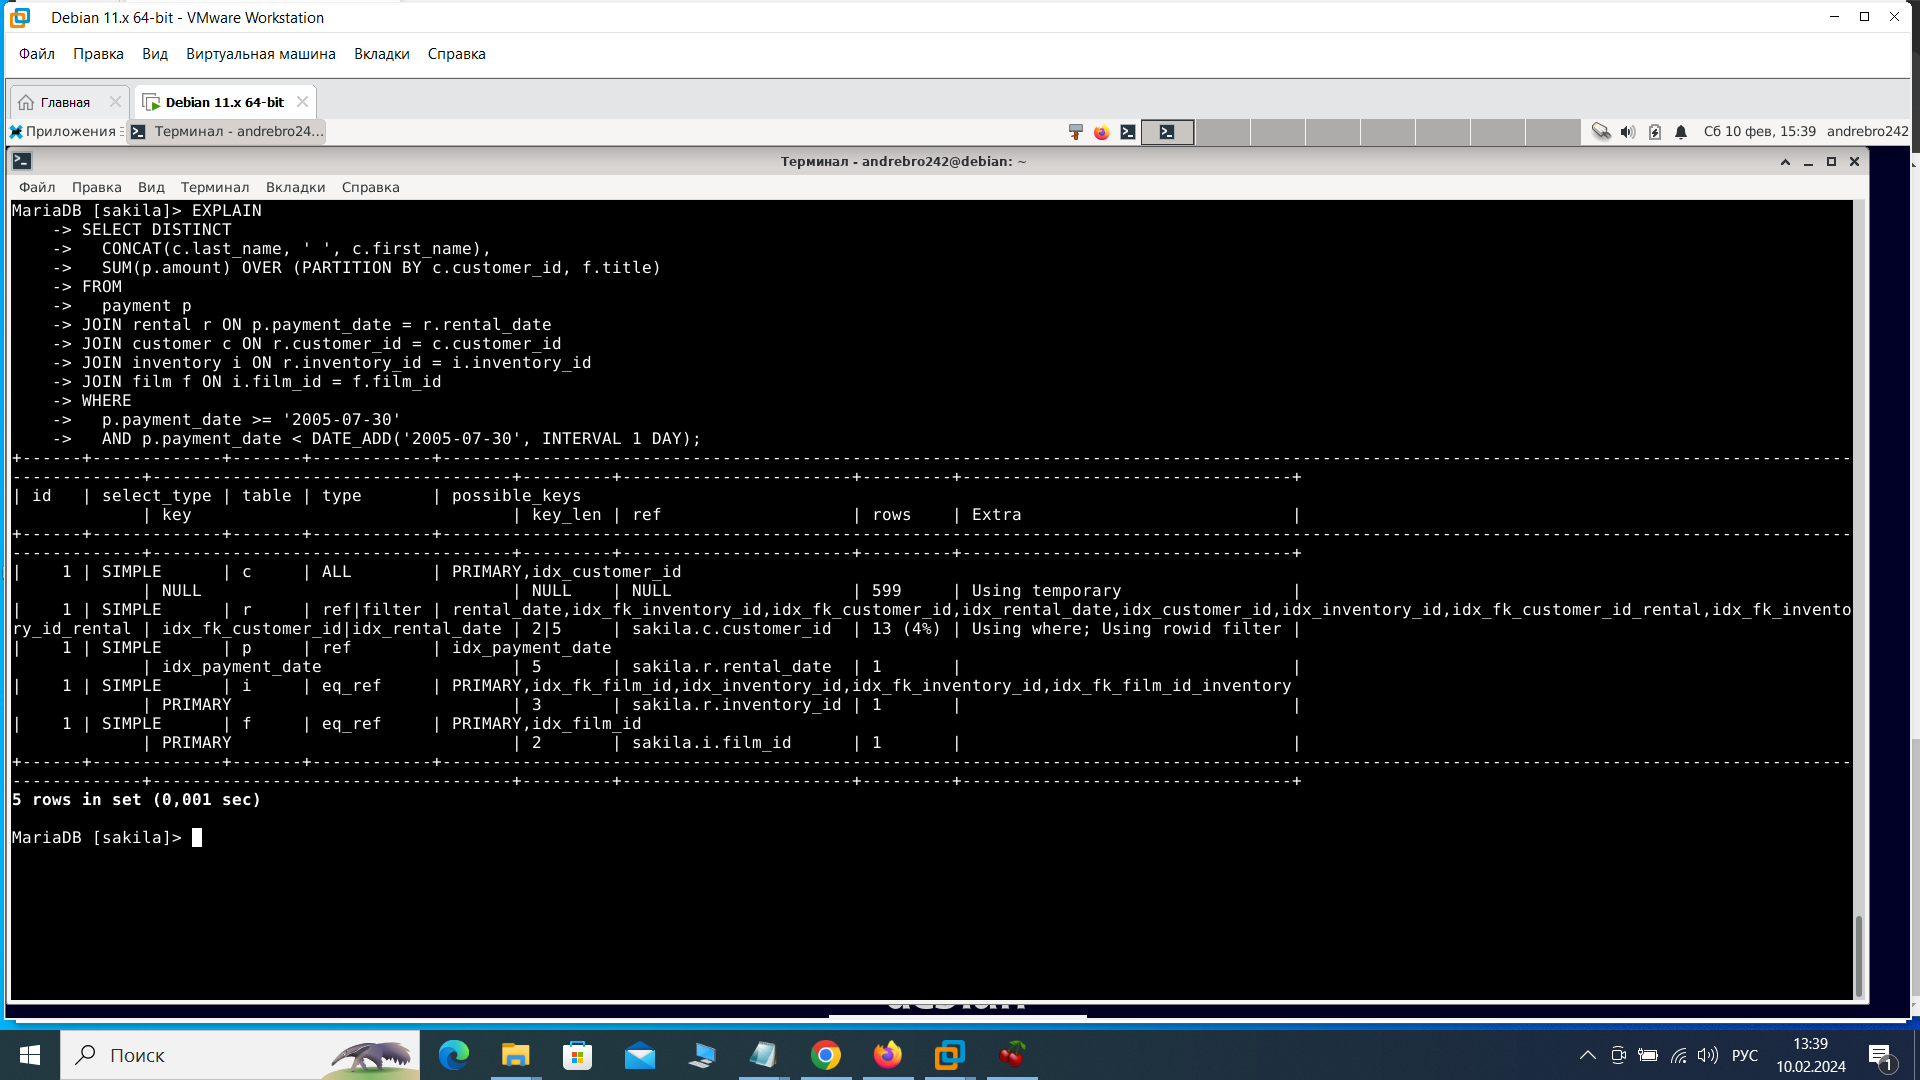 Debian 11.x 64-bit - VMware Workstation
Файл Правка Вид Виртуальная машина Вкладки Справка
Главная Debian 11.x 64-bit
Приложения Терминал - andrebro24... Сб 10 фев, 15:39 andrebro242
Терминал - andrebro242@debian: ~
Файл Правка Вид Терминал Вкладки Справка
MariaDB [sakila]> EXPLAIN
    -> SELECT DISTINCT
    ->   CONCAT(c.last_name, ' ', c.first_name),
    ->   SUM(p.amount) OVER (PARTITION BY c.customer_id, f.title)
    -> FROM
    ->   payment p
    -> JOIN rental r ON p.payment_date = r.rental_date
    -> JOIN customer c ON r.customer_id = c.customer_id
    -> JOIN inventory i ON r.inventory_id = i.inventory_id
    -> JOIN film f ON i.film_id = f.film_id
    -> WHERE
    ->   p.payment_date >= '2005-07-30'
    ->   AND p.payment_date < DATE_ADD('2005-07-30', INTERVAL 1 DAY);
| id   | select_type | table | type       | possible_keys
             | key                                | key_len | ref                   | rows    | Extra                           |
|    1 | SIMPLE      | c     | ALL        | PRIMARY,idx_customer_id
             | NULL                               | NULL    | NULL                  | 599     | Using temporary                 |
|    1 | SIMPLE      | r     | ref|filter | rental_date,idx_fk_inventory_id,idx_fk_customer_id,idx_rental_date,idx_customer_id,idx_inventory_id,idx_fk_customer_id_rental,idx_fk_invento
ry_id_rental | idx_fk_customer_id|idx_rental_date | 2|5     | sakila.c.customer_id  | 13 (4%) | Using where; Using rowid filter |
|    1 | SIMPLE      | p     | ref        | idx_payment_date
             | idx_payment_date                   | 5       | sakila.r.rental_date  | 1       |                                 |
|    1 | SIMPLE      | i     | eq_ref     | PRIMARY,idx_fk_film_id,idx_inventory_id,idx_fk_inventory_id,idx_fk_film_id_inventory
             | PRIMARY                            | 3       | sakila.r.inventory_id | 1       |                                 |
|    1 | SIMPLE      | f     | eq_ref     | PRIMARY,idx_film_id
             | PRIMARY                            | 2       | sakila.i.film_id      | 1       |                                 |
5 rows in set (0,001 sec)
MariaDB [sakila]>
Поиск
РУС
13:39
10.02.2024
1